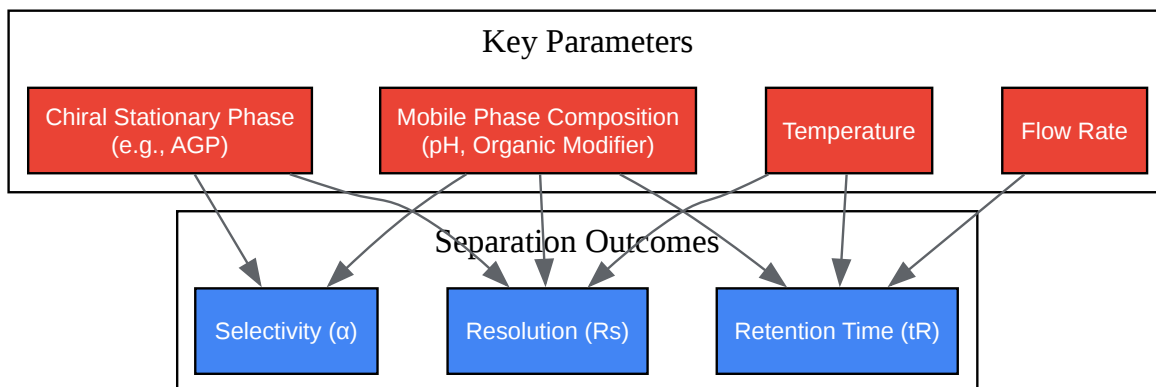 Key Parameters
Chiral Stationary Phase
(e.g., AGP)
Mobile Phase Composition
(pH, Organic Modifier)
Temperature
Flow Rate
Separation Outcomes
Selectivity (α)
Resolution (Rs)
Retention Time (tR)